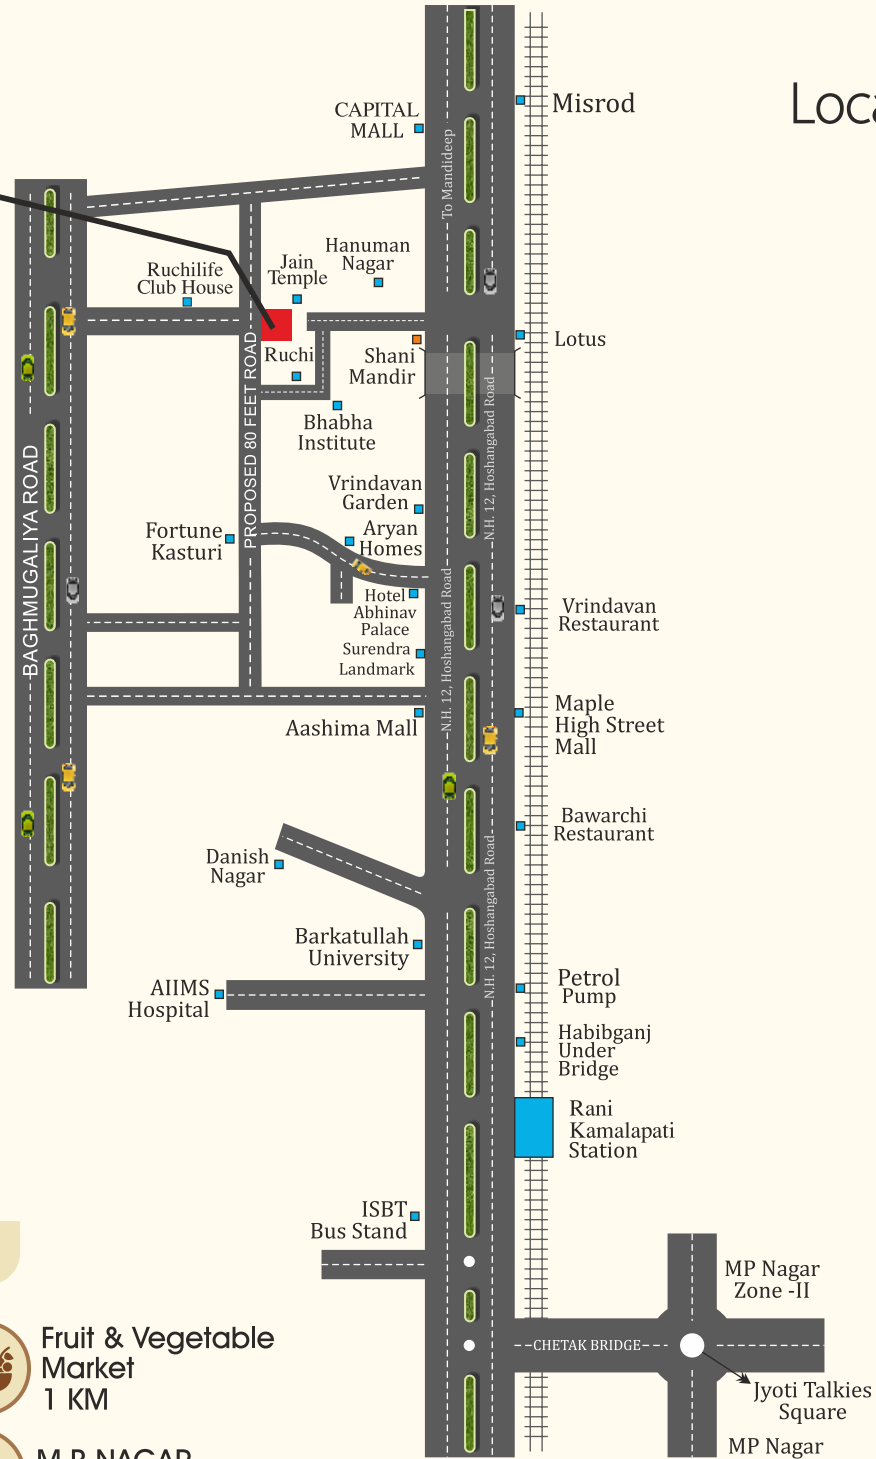 Misrod
CAPITAL
MALL
To Mandideep
Hanuman
Nagar
Jain
Temple
Ruchilife
Club House
Ruchi
Shani
Mandir
Lotus
PROPOSED 80 FEET ROAD
Bhabha
Institute
N.H. 12, Hoshangabad Road
Vrindavan
Garden
BAGHMUGALIYA ROAD
Fortune
Kasturi
Aryan
Homes
Hotel
Abhinav
Palace
Surendra
Landmark
N.H. 12, Hoshangabad Road
Vrindavan
Restaurant
Aashima Mall
Maple
High Street
Mall
Bawarchi
Restaurant
Danish
Nagar
N.H. 12, Hoshangabad Road
Barkatullah
University
AIIMS
Hospital
Petrol
Pump
Habibganj
Under
Bridge
Rani
Kamalapati
Station
ISBT
Bus Stand
MP Nagar
Zone -II
CHETAK BRIDGE
Jyoti Talkies
Square
MP Nagar
Fruit & Vegetable
Market
1 KM
M.P. NAGAR